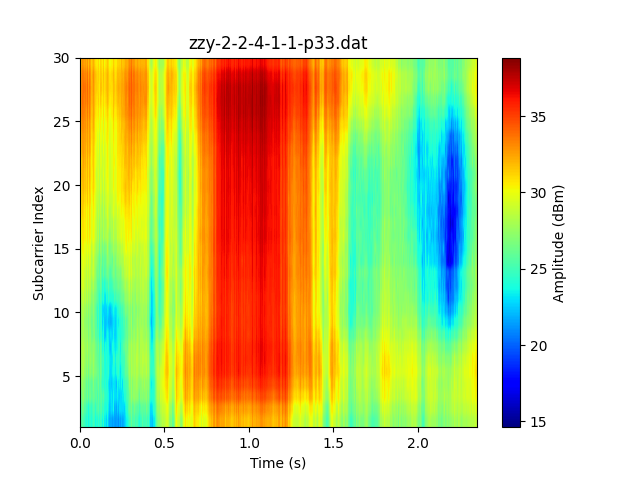 zzy-2-2-4-1-1-p33.dat
30
25
20
15
10
5
Subcarrier Index
0.0 0.5 1.0 1.5 2.0
Time (s)
35
30
25
20
15
Amplitude (dBm)